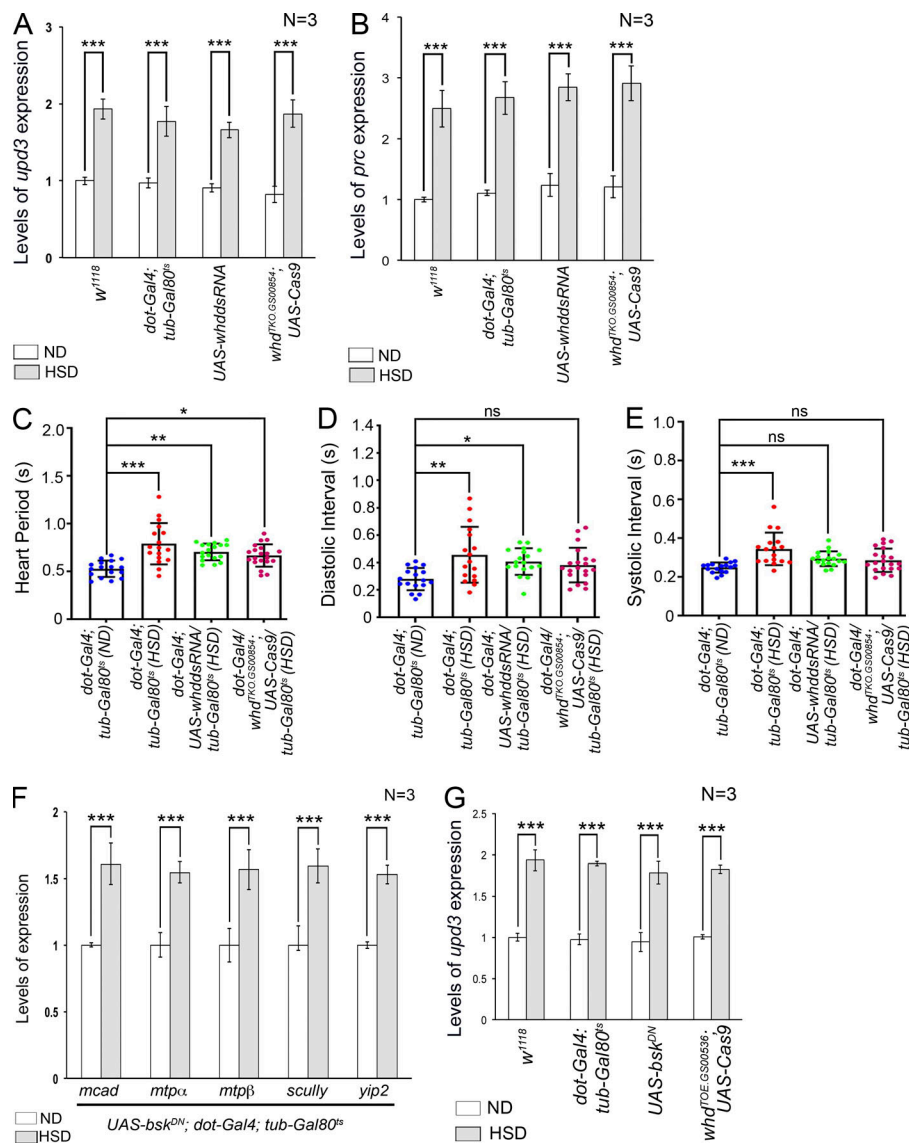 A
N=3
Levels of upd3 expression
3
2
1
0
***
***
***
***
w1118
dot-Gal4;
tub-Gal80ts
UAS-whddsRNA
whdTKO.GS00854;
UAS-Cas9
ND
HSD
B
N=3
Levels of prc expression
4
3
2
1
0
***
***
***
***
w1118
dot-Gal4;
tub-Gal80ts
UAS-whddsRNA
whdTKO.GS00854;
UAS-Cas9
ND
HSD
C
Heart Period (s)
2.0
1.5
1.0
0.5
0
*
**
***
dot-Gal4;
tub-Gal80ts (ND)
dot-Gal4;
tub-Gal80ts (HSD)
dot-Gal4;
UAS-whddsRNA/
tub-Gal80ts (HSD)
dot-Gal4/
whdTKO.GS00854;
UAS-Cas9/
tub-Gal80ts (HSD)
D
Diastolic Interval (s)
1.4
1.2
1.0
0.8
0.6
0.4
0.2
0
ns
*
**
dot-Gal4;
tub-Gal80ts (ND)
dot-Gal4;
tub-Gal80ts (HSD)
dot-Gal4;
UAS-whddsRNA/
tub-Gal80ts (HSD)
dot-Gal4/
whdTKO.GS00854;
UAS-Cas9/
tub-Gal80ts (HSD)
E
Systolic Interval (s)
1.0
0.8
0.6
0.4
0.2
0
ns
ns
***
dot-Gal4;
tub-Gal80ts (ND)
dot-Gal4;
tub-Gal80ts (HSD)
dot-Gal4;
UAS-whddsRNA/
tub-Gal80ts (HSD)
dot-Gal4/
whdTKO.GS00854;
UAS-Cas9/
tub-Gal80ts (HSD)
F
N=3
Levels of expression
2
1.5
1
1.5
0
***
***
***
***
***
mcad
mtpα
mtpβ
scully
yip2
UAS-bskDN; dot-Gal4; tub-Gal80ts
ND
HSD
G
N=3
Levels of upd3 expression
2.5
2
1.5
1
0.5
0
***
***
***
***
w1118
dot-Gal4:
tub-Gal80ts
UAS-bskDN
whdTOE.GS00536;
UAS-Cas9
ND
HSD